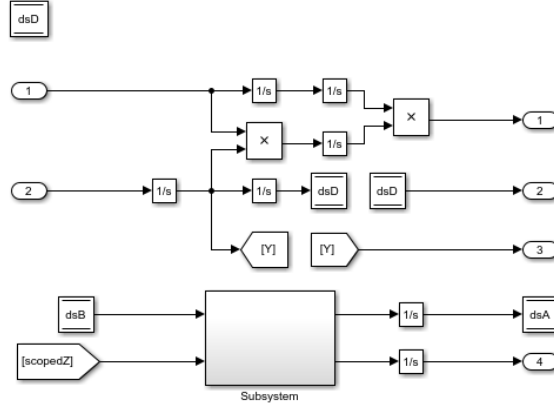 dsD
1
1/s
1/s
×
1
×
1/s
2
1/s
1/s
dsD
dsD
2
[Y]
[Y]
3
dsB
1/s
dsA
[scopedZ]
1/s
4
Subsystem